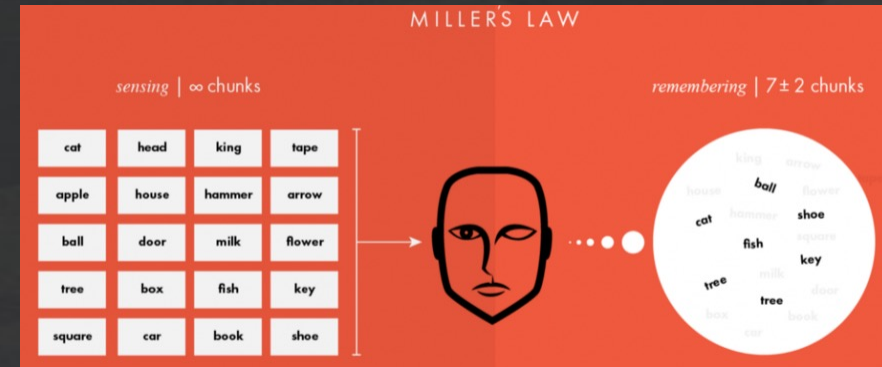 MILLER'S LAW
sensing | ∞ chunks
remembering | 7± 2 chunks
cat head king tape
apple house hammer arrow
ball door milk flower
tree box fish key
square car book shoe
king arrow
house ball flower
cat hammer shoe
square
fish
key
milk
tree door
tree
box book
car